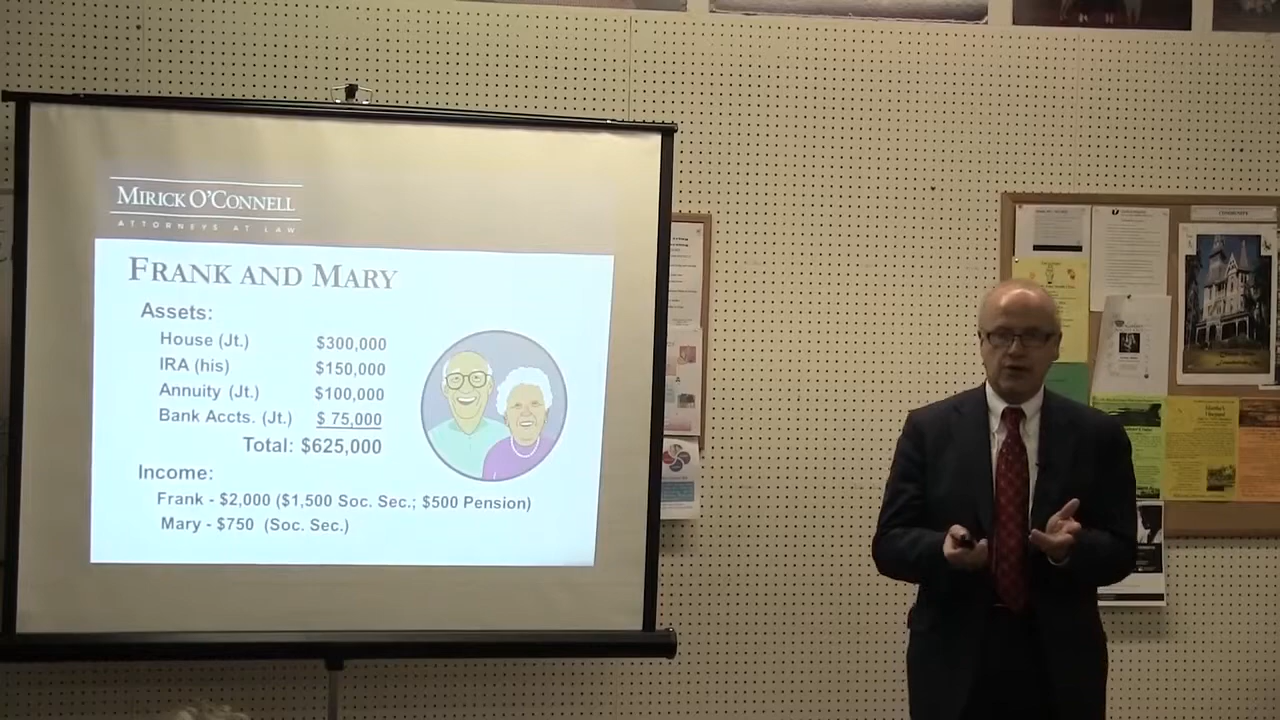 MIRICK O'CONNELL
ATTORNEYS AT LAW
FRANK AND MARY
Assets:
House (Jt.) $300,000
IRA (his) $150,000
Annuity (Jt.) $100,000
Bank Accts. (Jt.) $ 75,000
Total: $625,000
Income:
Frank - $2,000 ($1,500 Soc. Sec.; $500 Pension)
Mary - $750 (Soc. Sec.)
COMMUNITY